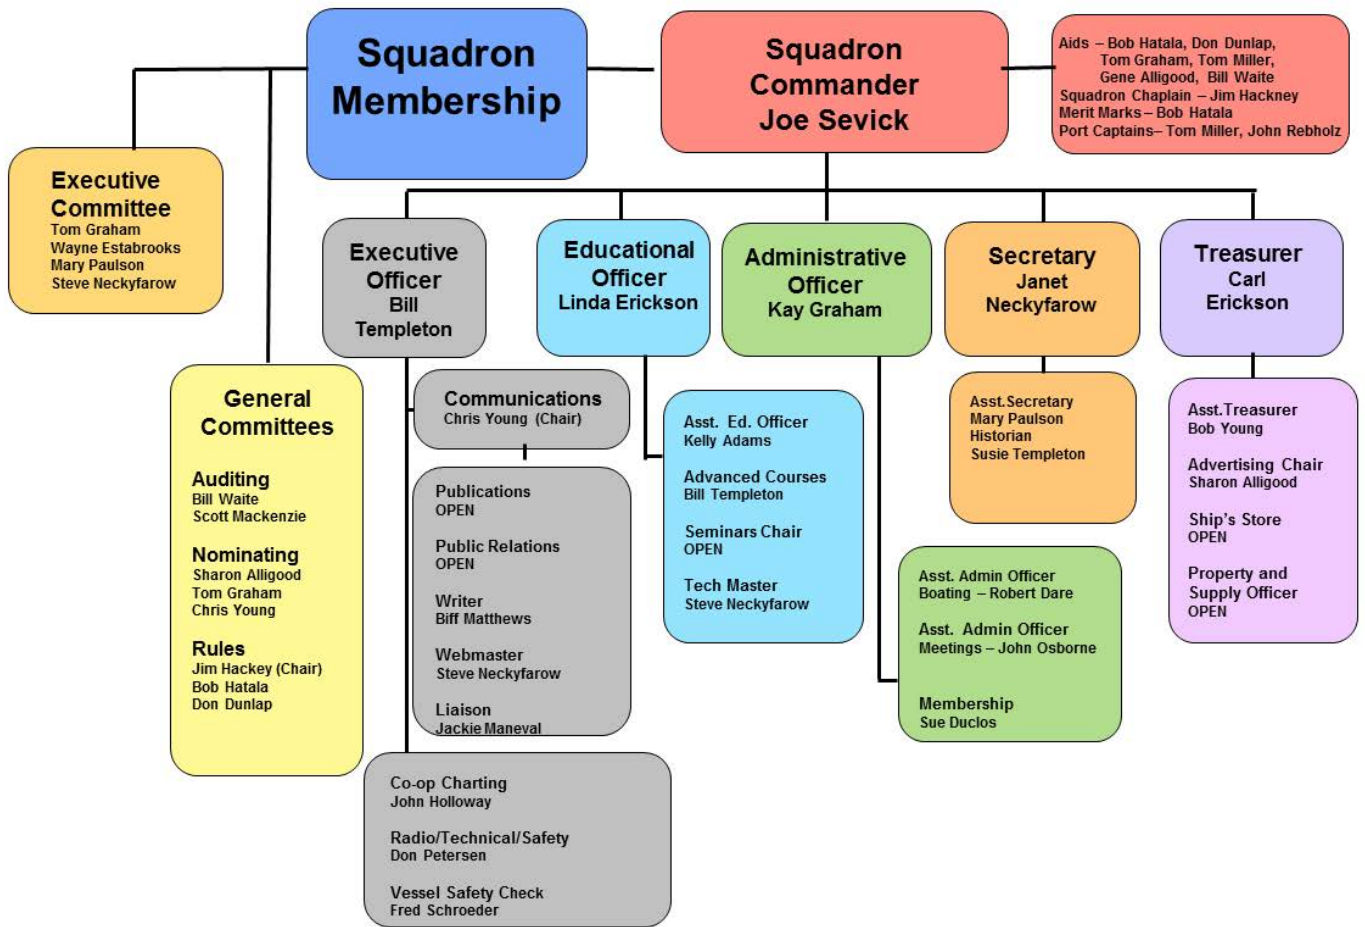 Squadron
Membership
Squadron
Commander
Joe Sevick
Aids – Bob Hatala, Don Dunlap,
Tom Graham, Tom Miller,
Gene Alligood, Bill Waite
Squadron Chaplain – Jim Hackney
Merit Marks – Bob Hatala
Port Captains– Tom Miller, John Rebholz
Executive
Committee
Tom Graham
Wayne Estabrooks
Mary Paulson
Steve Neckyfarow
Executive
Officer
Bill
Templeton
Educational
Officer
Linda Erickson
Administrative
Officer
Kay Graham
Secretary
Janet
Neckyfarow
Treasurer
Carl
Erickson
General
Committees
Auditing
Bill Waite
Scott Mackenzie
Nominating
Sharon Alligood
Tom Graham
Chris Young
Rules
Jim Hackey (Chair)
Bob Hatala
Don Dunlap
Communications
Chris Young (Chair)
Publications
OPEN
Public Relations
OPEN
Writer
Biff Matthews
Webmaster
Steve Neckyfarow
Liaison
Jackie Maneval
Co-op Charting
John Holloway
Radio/Technical/Safety
Don Petersen
Vessel Safety Check
Fred Schroeder
Asst. Ed. Officer
Kelly Adams
Advanced Courses
Bill Templeton
Seminars Chair
OPEN
Tech Master
Steve Neckyfarow
Asst. Admin Officer
Boating – Robert Dare
Asst. Admin Officer
Meetings – John Osborne
Membership
Sue Duclos
Asst.Secretary
Mary Paulson
Historian
Susie Templeton
Asst.Treasurer
Bob Young
Advertising Chair
Sharon Alligood
Ship's Store
OPEN
Property and
Supply Officer
OPEN